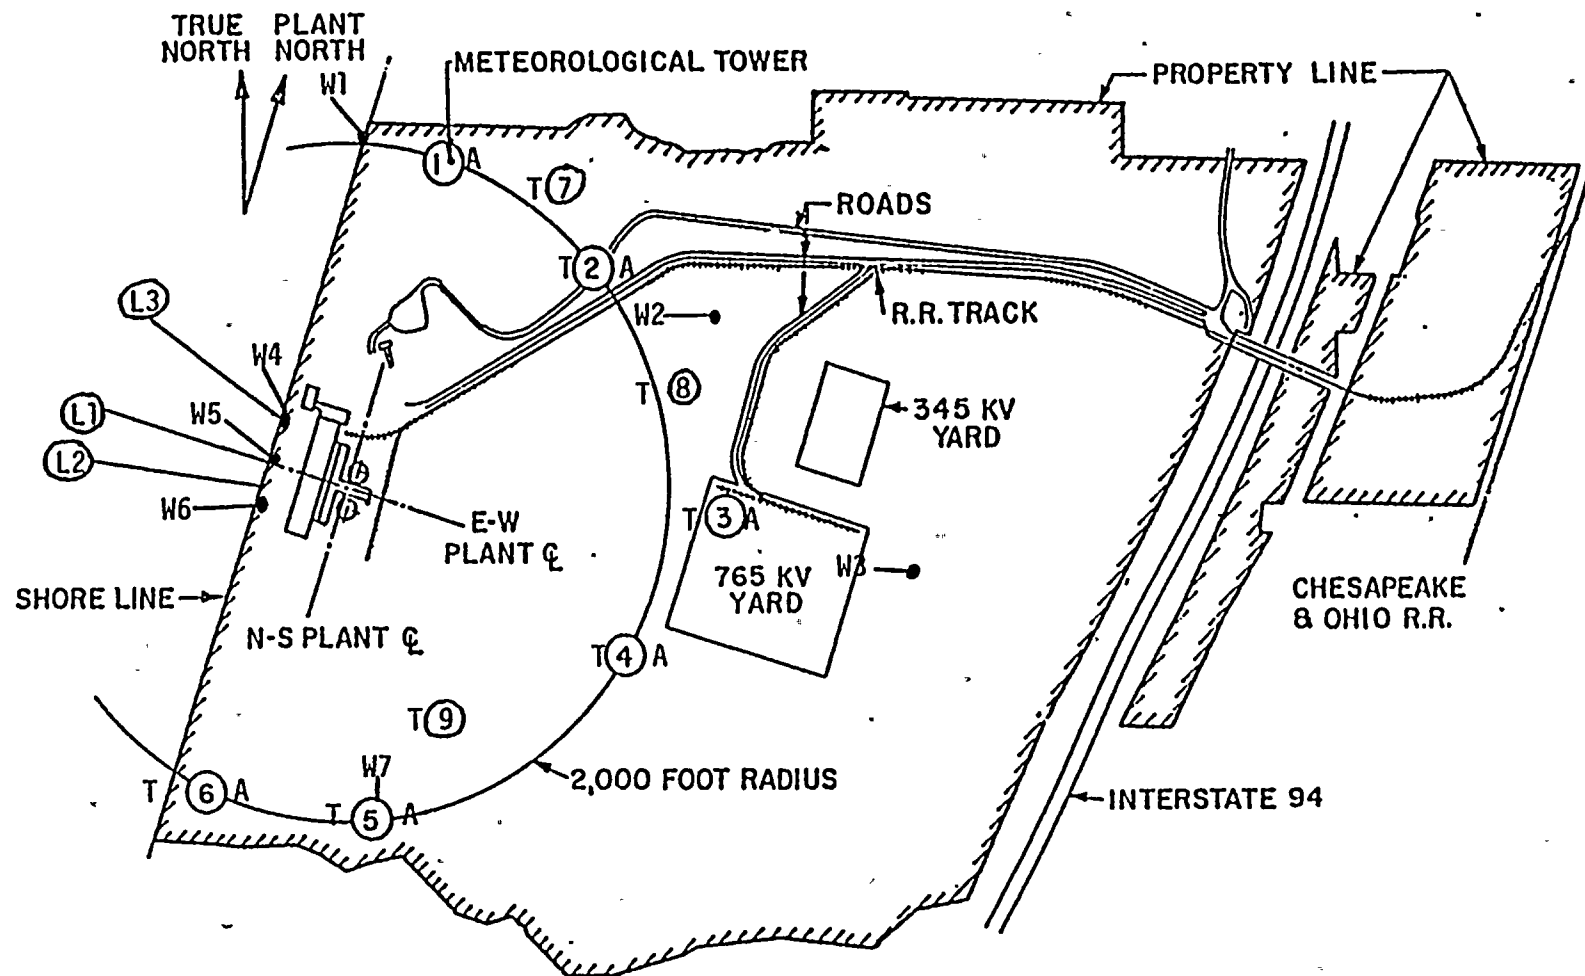 TRUE NORTH
PLANT NORTH
W1
METEOROLOGICAL TOWER
PROPERTY LINE
1 A
T 7
ROADS
T 2 A
W2
R.R. TRACK
L3
W4
T 8
345 KV
YARD
L1
W5
L2
W6
E-W
PLANT ℄
T 3 A
765 KV
YARD
W3
SHORE LINE
N-S PLANT ℄
CHESAPEAKE
& OHIO R.R.
T 4 A
T 9
W7
2,000 FOOT RADIUS
T 6 A
T 5 A
INTERSTATE 94